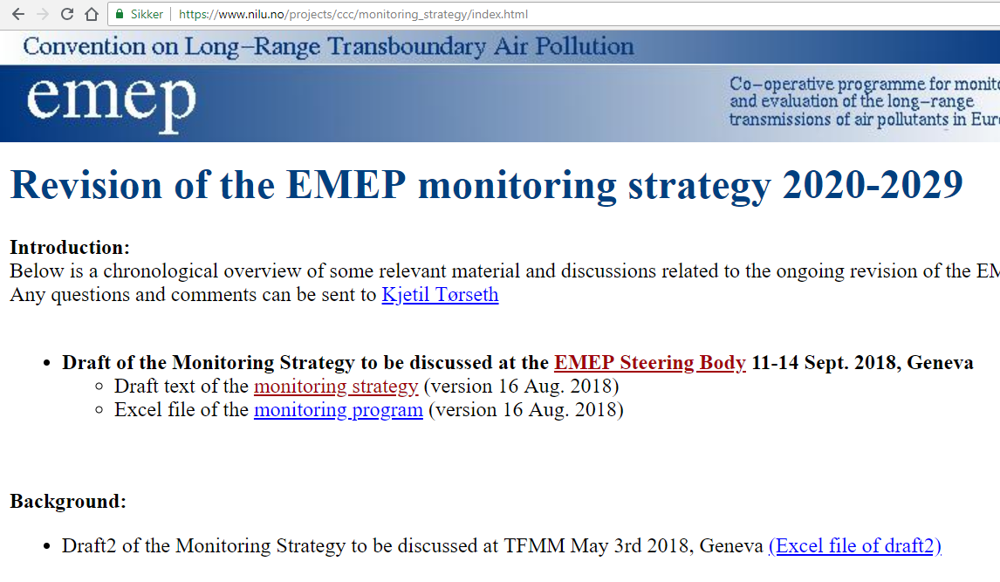 Sikker https://www.nilu.no/projects/ccc/monitoring_strategy/index.html
Convention on Long-Range Transboundary Air Pollution
emep
Co-operative programme for monito
and evaluation of the long-range
transmissions of air pollutants in Eur
Revision of the EMEP monitoring strategy 2020-2029
Introduction:
Below is a chronological overview of some relevant material and discussions related to the ongoing revision of the EM
Any questions and comments can be sent to Kjetil Tørseth
• Draft of the Monitoring Strategy to be discussed at the EMEP Steering Body 11-14 Sept. 2018, Geneva
◦ Draft text of the monitoring strategy (version 16 Aug. 2018)
◦ Excel file of the monitoring program (version 16 Aug. 2018)
Background:
• Draft2 of the Monitoring Strategy to be discussed at TFMM May 3rd 2018, Geneva (Excel file of draft2)